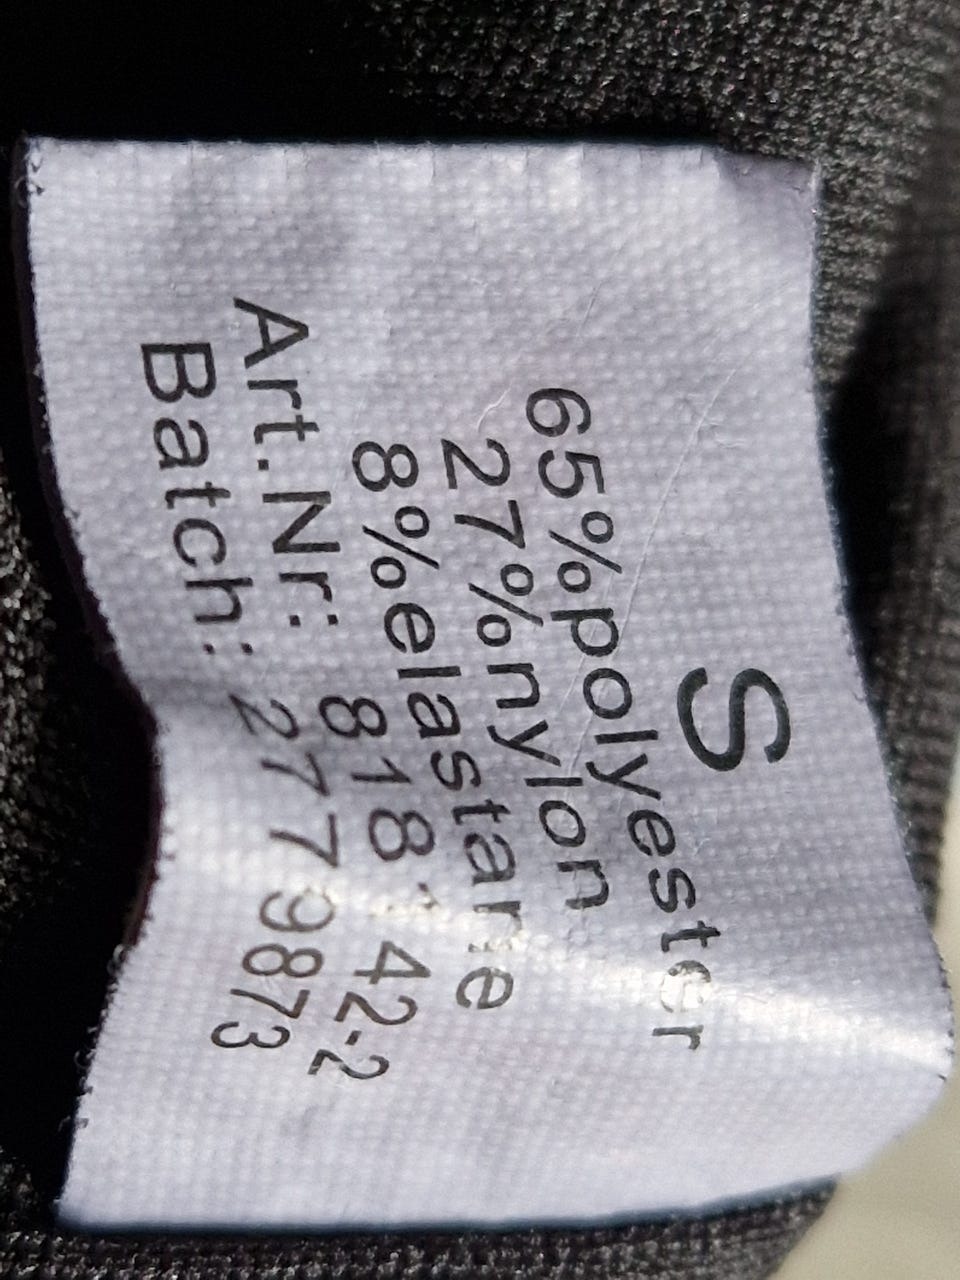 S
65%polyester
27%nylon
8%elastane
Art.Nr: 818142-2
Batch: 2779873